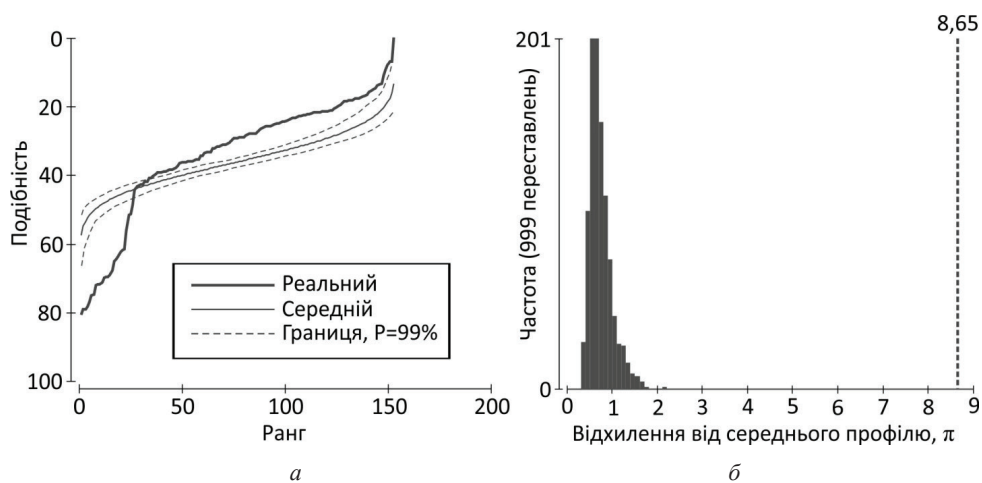 0
20
40
60
80
100
Подібність
Реальний
Середній
Границя, P=99%
0 50 100 150 200
Ранг
а
8,65
201
0
Частота (999 переставлень)
0 1 2 3 4 5 6 7 8 9
Відхилення від середнього профілю, π
б